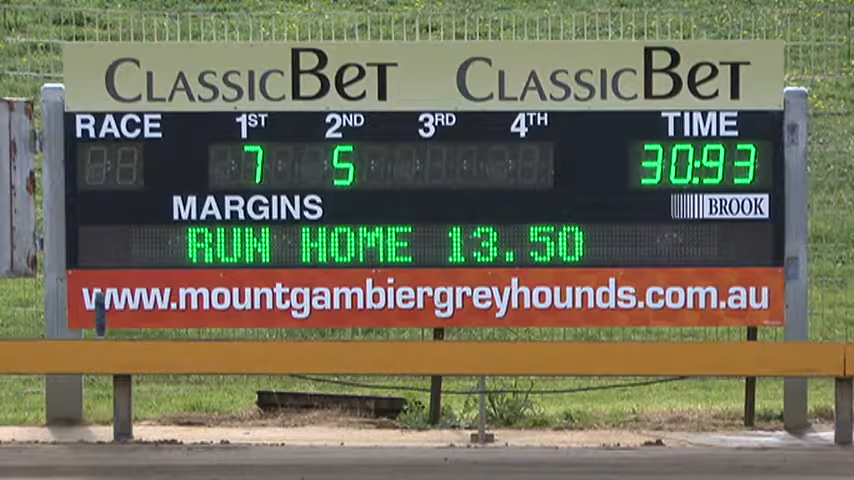 CLASSICBET CLASSICBET
RACE 1ST 2ND 3RD 4TH TIME
7 5 30:93
MARGINS BROOK
RUN HOME 13.50
www.mountgambiergreyhounds.com.au